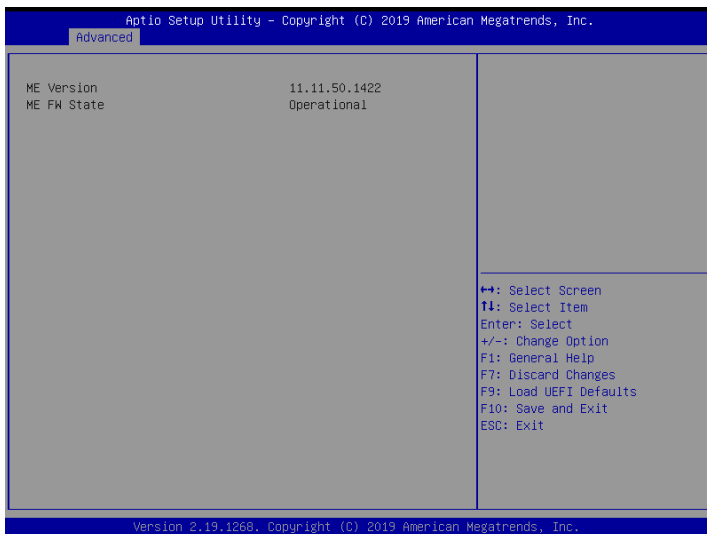 Aptio Setup Utility – Copyright (C) 2019 American Megatrends, Inc.
Advanced
ME Version 11.11.50.1422
ME FW State Operational
↔: Select Screen
↑↓: Select Item
Enter: Select
+/-: Change Option
F1: General Help
F7: Discard Changes
F9: Load UEFI Defaults
F10: Save and Exit
ESC: Exit
Version 2.19.1268. Copyright (C) 2019 American Megatrends, Inc.